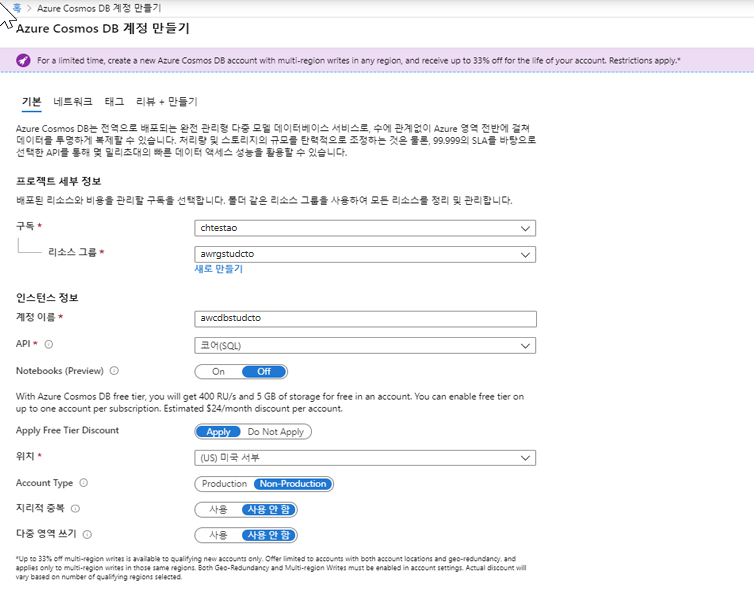 홈 > Azure Cosmos DB 계정 만들기
Azure Cosmos DB 계정 만들기
For a limited time, create a new Azure Cosmos DB account with multi-region writes in any region, and receive up to 33% off for the life of your account. Restrictions apply.*
기본 네트워크 태그 리뷰 + 만들기
Azure Cosmos DB는 전역으로 배포되는 완전 관리형 다중 모델 데이터베이스 서비스로, 수에 관계없이 Azure 영역 전반에 걸쳐
데이터를 투명하게 복제할 수 있습니다. 처리량 및 스토리지의 규모를 탄력적으로 조정하는 것은 물론, 99.999의 SLA를 바탕으로
선택한 API를 통해 몇 밀리초대의 빠른 데이터 액세스 성능을 활용할 수 있습니다.
프로젝트 세부 정보
배포된 리소스와 비용을 관리할 구독을 선택합니다. 폴더 같은 리소스 그룹을 사용하여 모든 리소스를 정리 및 관리합니다.
구독 * chtestao
리소스 그룹 * awrgstudcto
새로 만들기
인스턴스 정보
계정 이름 * awcdbstudcto
API * 코어(SQL)
Notebooks (Preview) On Off
With Azure Cosmos DB free tier, you will get 400 RU/s and 5 GB of storage for free in an account. You can enable free tier on
up to one account per subscription. Estimated $24/month discount per account.
Apply Free Tier Discount Apply Do Not Apply
위치 * (US) 미국 서부
Account Type Production Non-Production
지리적 중복 사용 사용 안 함
다중 영역 쓰기 사용 사용 안 함
*Up to 33% off multi-region writes is available to qualifying new accounts only. Offer limited to accounts with both account locations and geo-redundancy, and
applies only to multi-region writes in those same regions. Both Geo-Redundancy and Multi-region Writes must be enabled in account settings. Actual discount will
vary based on number of qualifying regions selected.